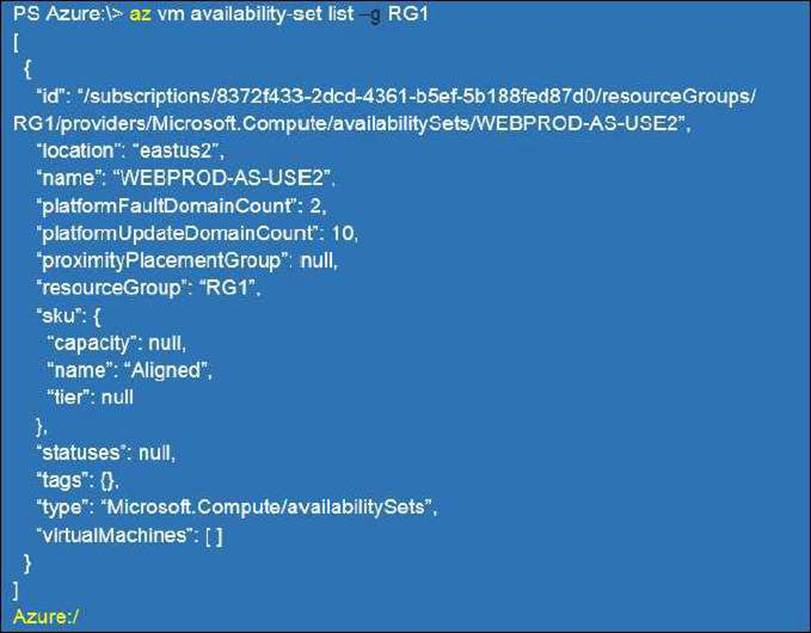 PS Azure:\> az vm availability-set list –g RG1
[
{
“id”: “/subscriptions/8372f433-2dcd-4361-b5ef-5b188fed87d0/resourceGroups/
RG1/providers/Microsoft.Compute/availabilitySets/WEBPROD-AS-USE2”,
“location”: “eastus2”,
“name”: “WEBPROD-AS-USE2”,
“platformFaultDomainCount”: 2,
“platformUpdateDomainCount”: 10,
“proximityPlacementGroup”: null,
“resourceGroup”: “RG1”,
“sku”: {
“capacity”: null,
“name”: “Aligned”,
“tier”: null
},
“statuses”: null,
“tags”: {},
“type”: “Microsoft.Compute/availabilitySets”,
“virtualMachines”: [ ]
}
]
Azure:/